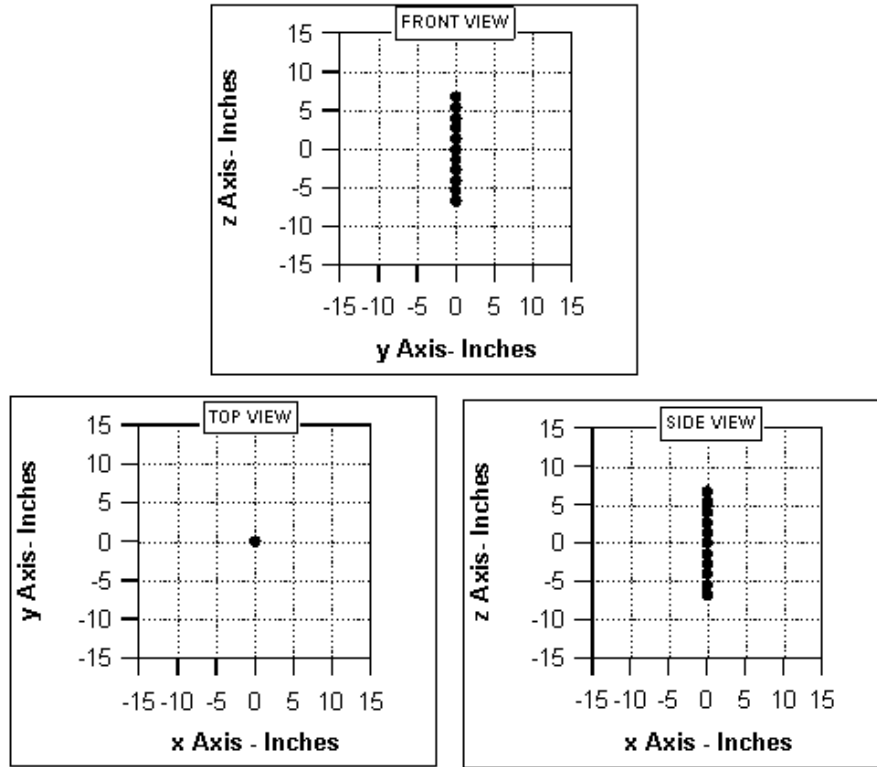 FRONT VIEW
z Axis- Inches
15
10
5
0
-5
-10
-15
-15 -10 -5 0 5 10 15
y Axis- Inches
TOP VIEW
y Axis - Inches
15
10
5
0
-5
-10
-15
-15 -10 -5 0 5 10 15
x Axis - Inches
SIDE VIEW
z Axis - Inches
15
10
5
0
-5
-10
-15
-15 -10 -5 0 5 10 15
x Axis - Inches